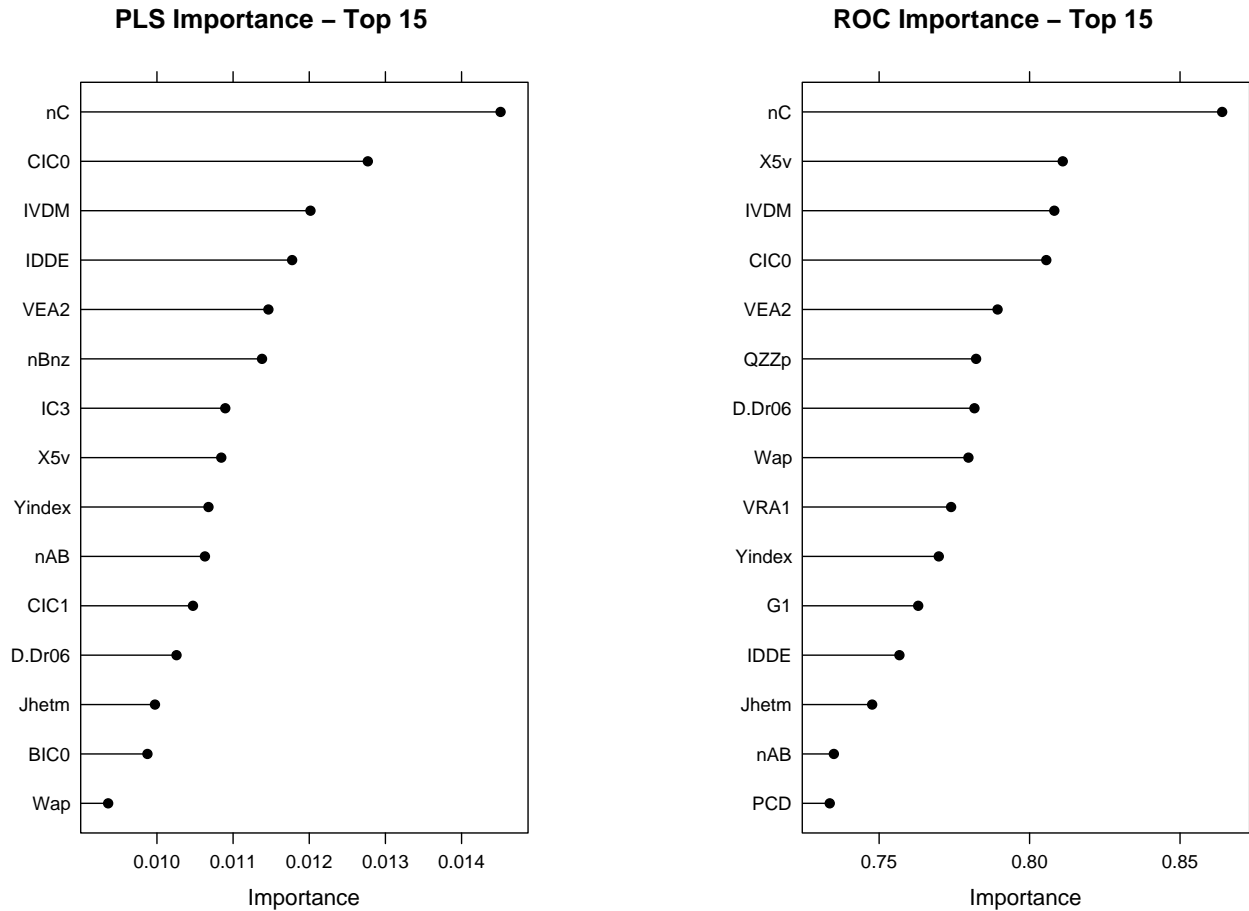 PLS Importance – Top 15
nC
CIC0
IVDM
IDDE
VEA2
nBnz
IC3
X5v
Yindex
nAB
CIC1
D.Dr06
Jhetm
BIC0
Wap
0.010 0.011 0.012 0.013 0.014
Importance
ROC Importance – Top 15
nC
X5v
IVDM
CIC0
VEA2
QZZp
D.Dr06
Wap
VRA1
Yindex
G1
IDDE
Jhetm
nAB
PCD
0.75 0.80 0.85
Importance